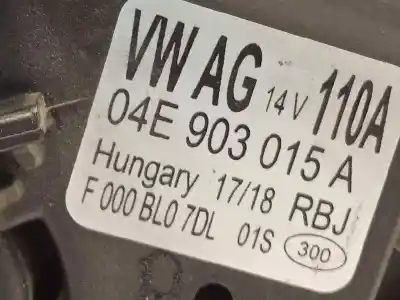 VW AG 14V 110A
04E 903 015 A
Hungary 17/18 RBJ
F 000 BL0 7DL 01S 300